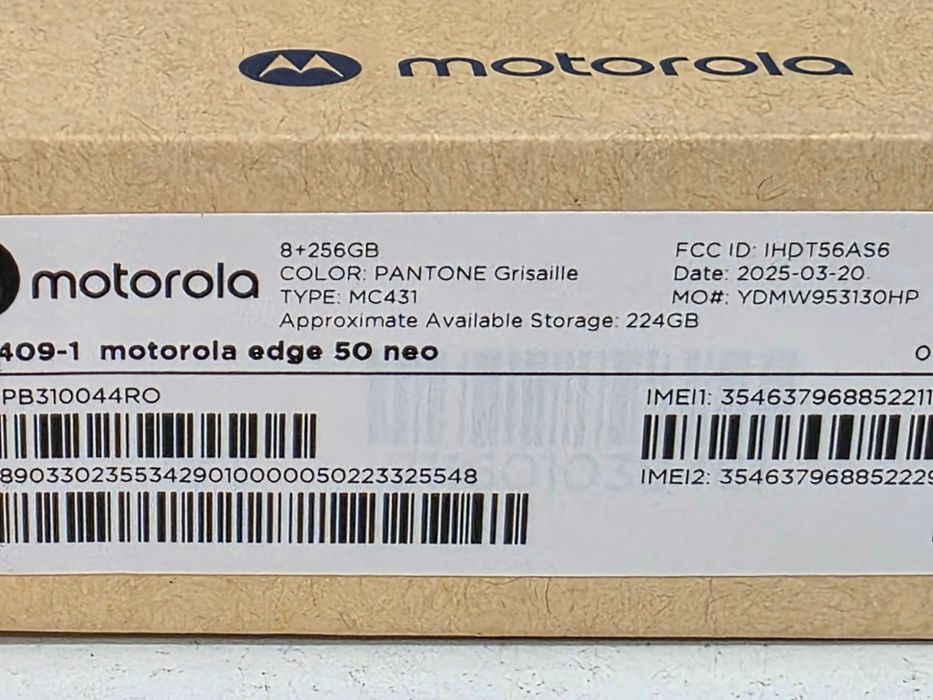 motorola
motorola
8+256GB
COLOR: PANTONE Grisaille
TYPE: MC431
Approximate Available Storage: 224GB
FCC ID: IHDT56AS6
Date: 2025-03-20
MO#: YDMW953130HP
409-1 motorola edge 50 neo
0
PB310044RO
89033023553429010000050223325548
IMEI1: 354637968852211
IMEI2: 354637968852229